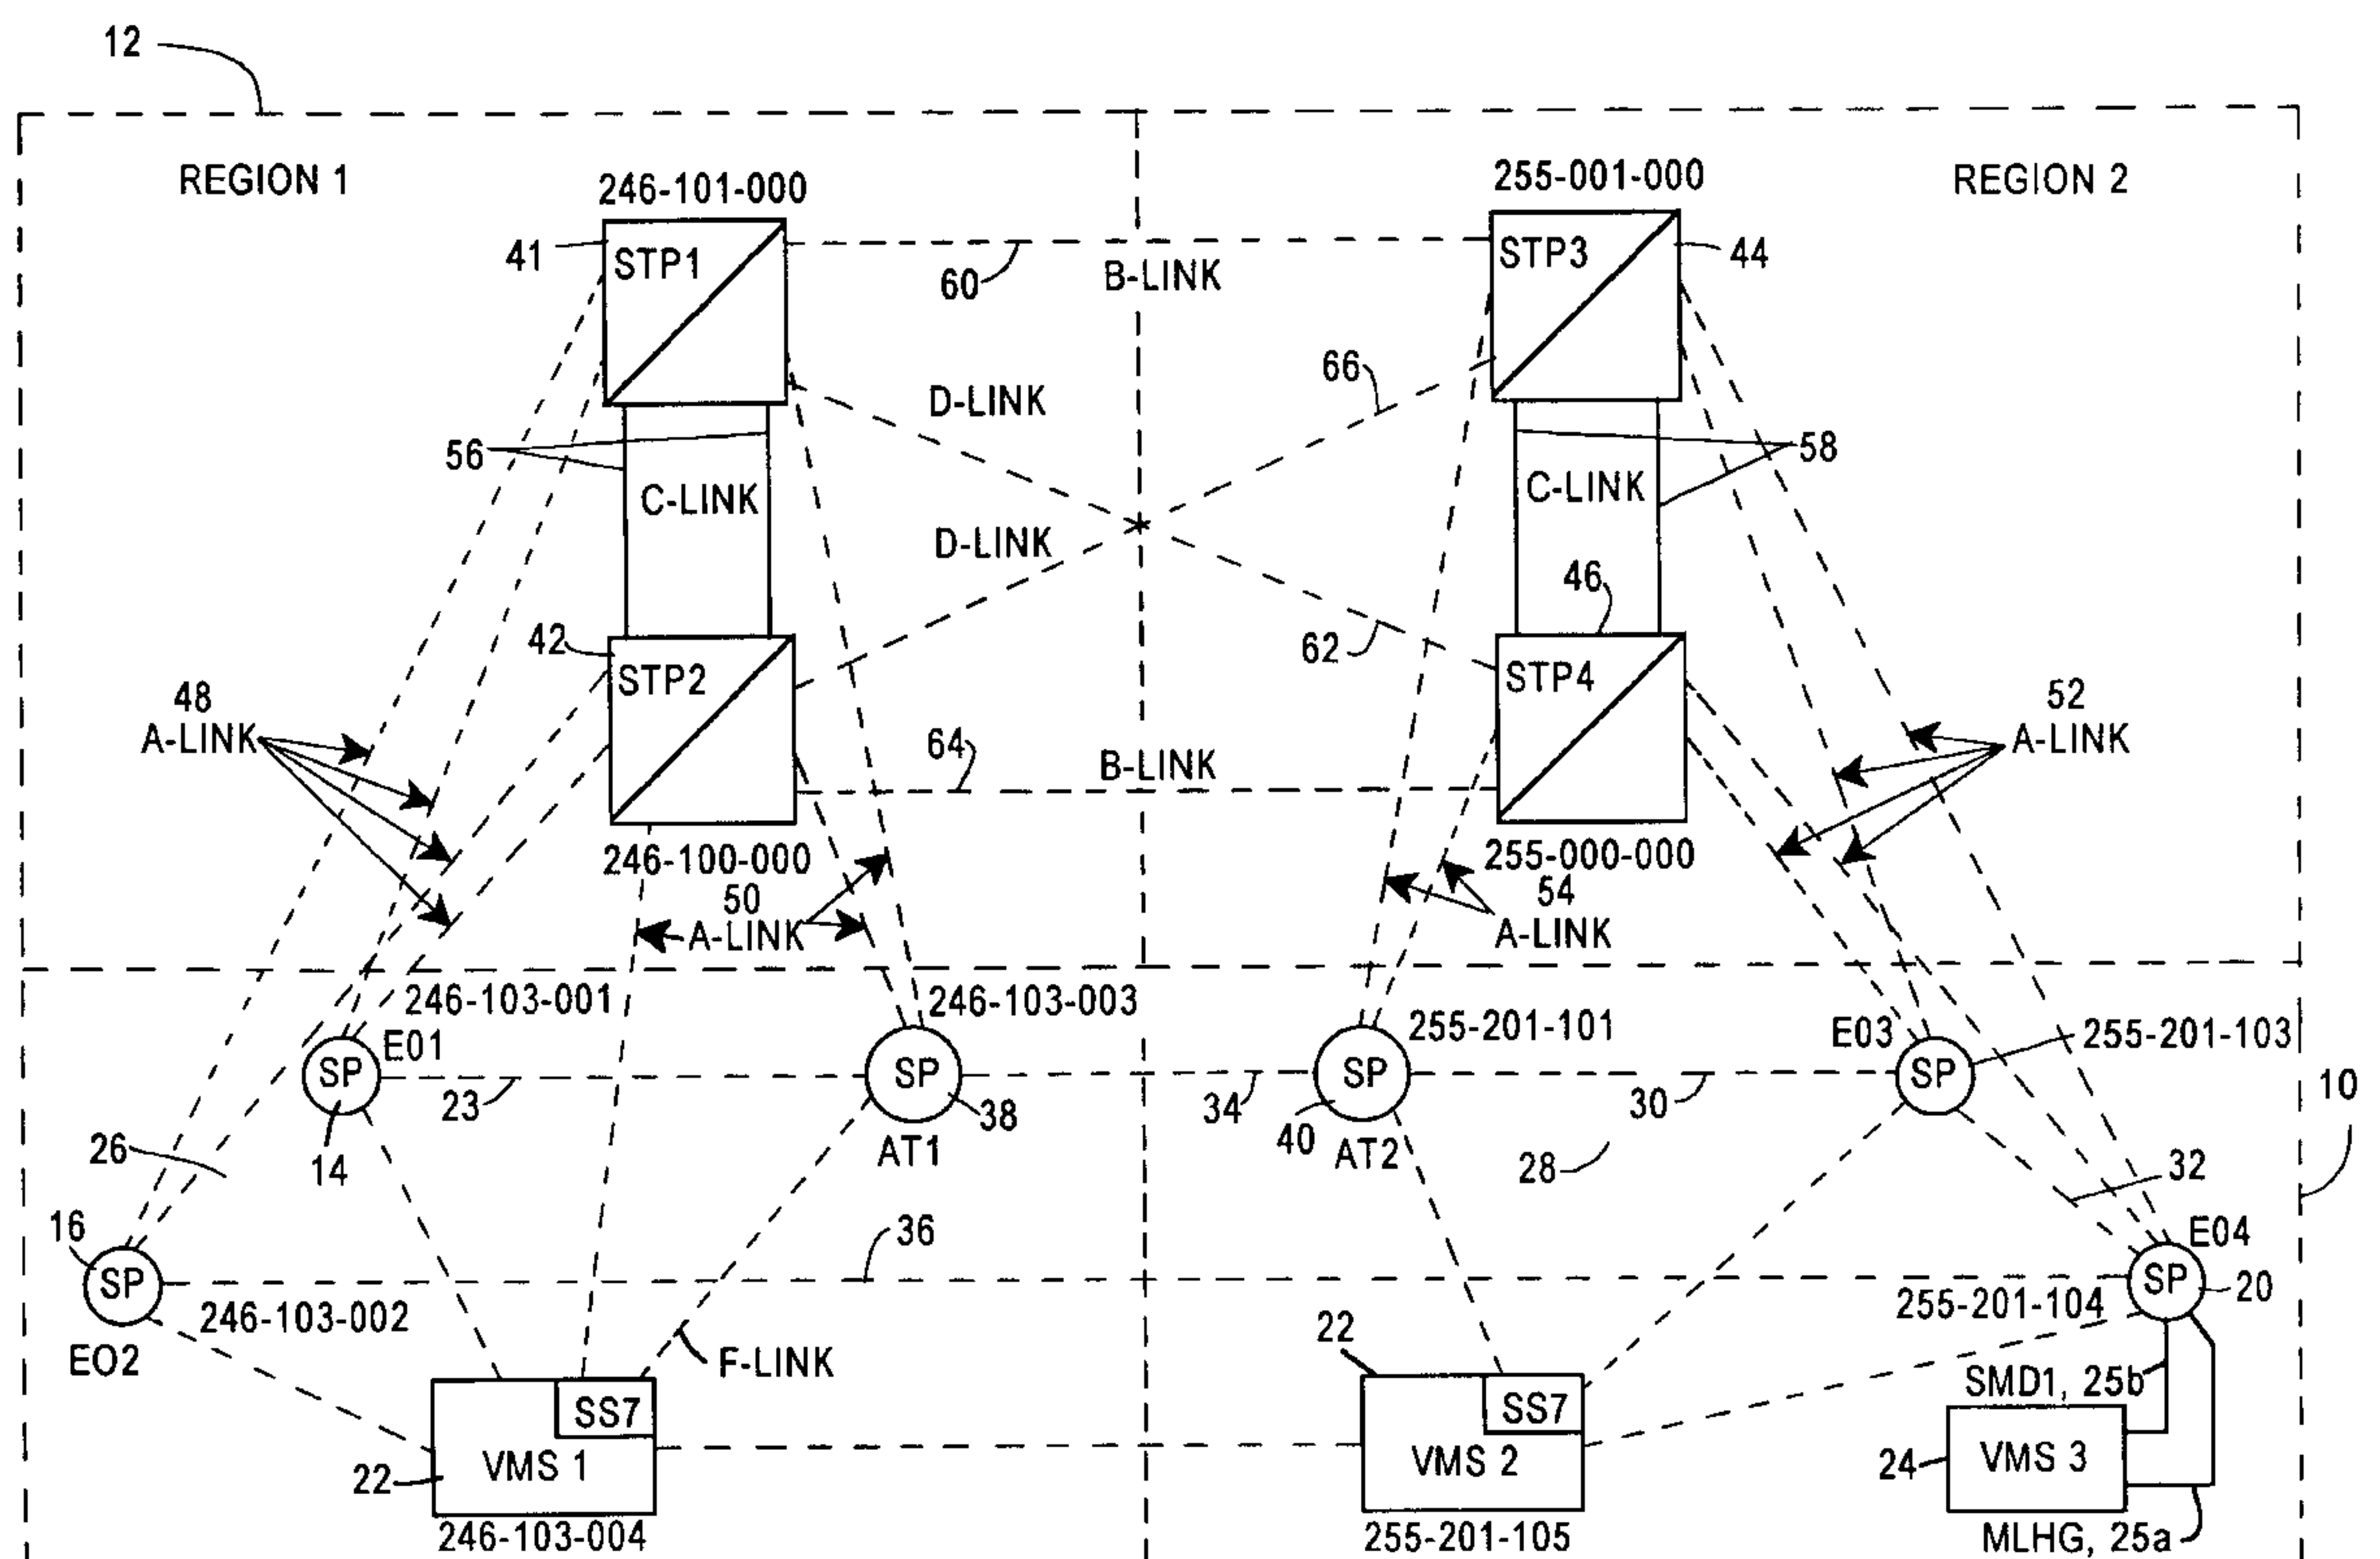 12
REGION 1
246-101-000
255-001-000
REGION 2
41
STP1
60
B-LINK
STP3
44
66
D-LINK
56
C-LINK
C-LINK
58
D-LINK
46
42
STP2
62
STP4
48
A-LINK
52
A-LINK
64
B-LINK
246-100-000
50
A-LINK
255-000-000
54
A-LINK
246-103-001
246-103-003
255-201-101
E01
SP
23
SP
38
34
SP
40
30
E03
SP
255-201-103
10
26
14
AT1
AT2
28
32
16
SP
36
E04
SP
20
246-103-002
255-201-104
EO2
F-LINK
22
SS7
VMS 1
22
SS7
VMS 2
SMD1, 25b
24
VMS 3
246-103-004
255-201-105
MLHG, 25a